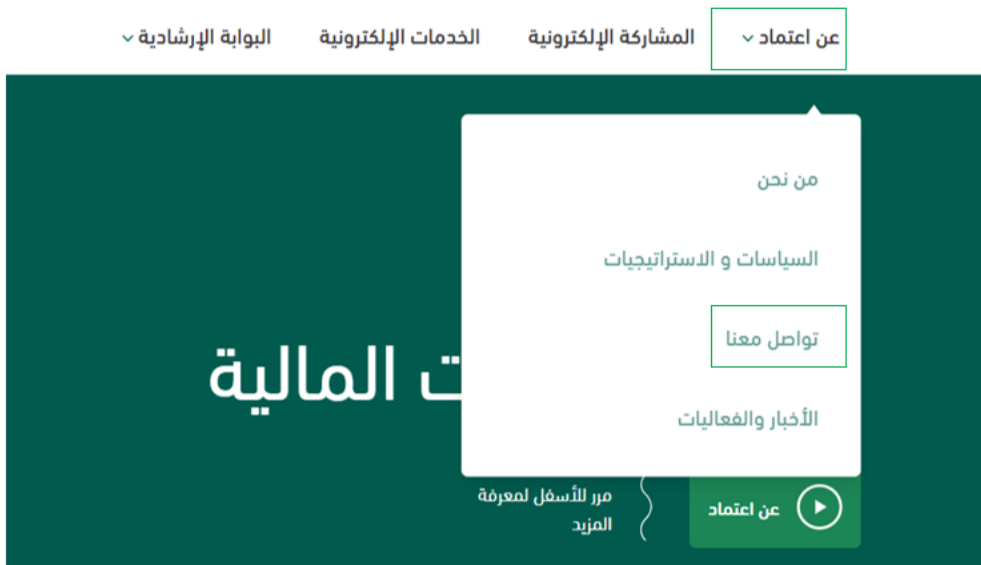 عن اعتماد
المشاركة الإلكترونية
الخدمات الإلكترونية
البوابة الإرشادية
من نحن
السياسات و الاستراتيجيات
تواصل معنا
الأخبار والفعاليات
ت المالية
عن اعتماد
مرر للأسفل لمعرفة
المزيد